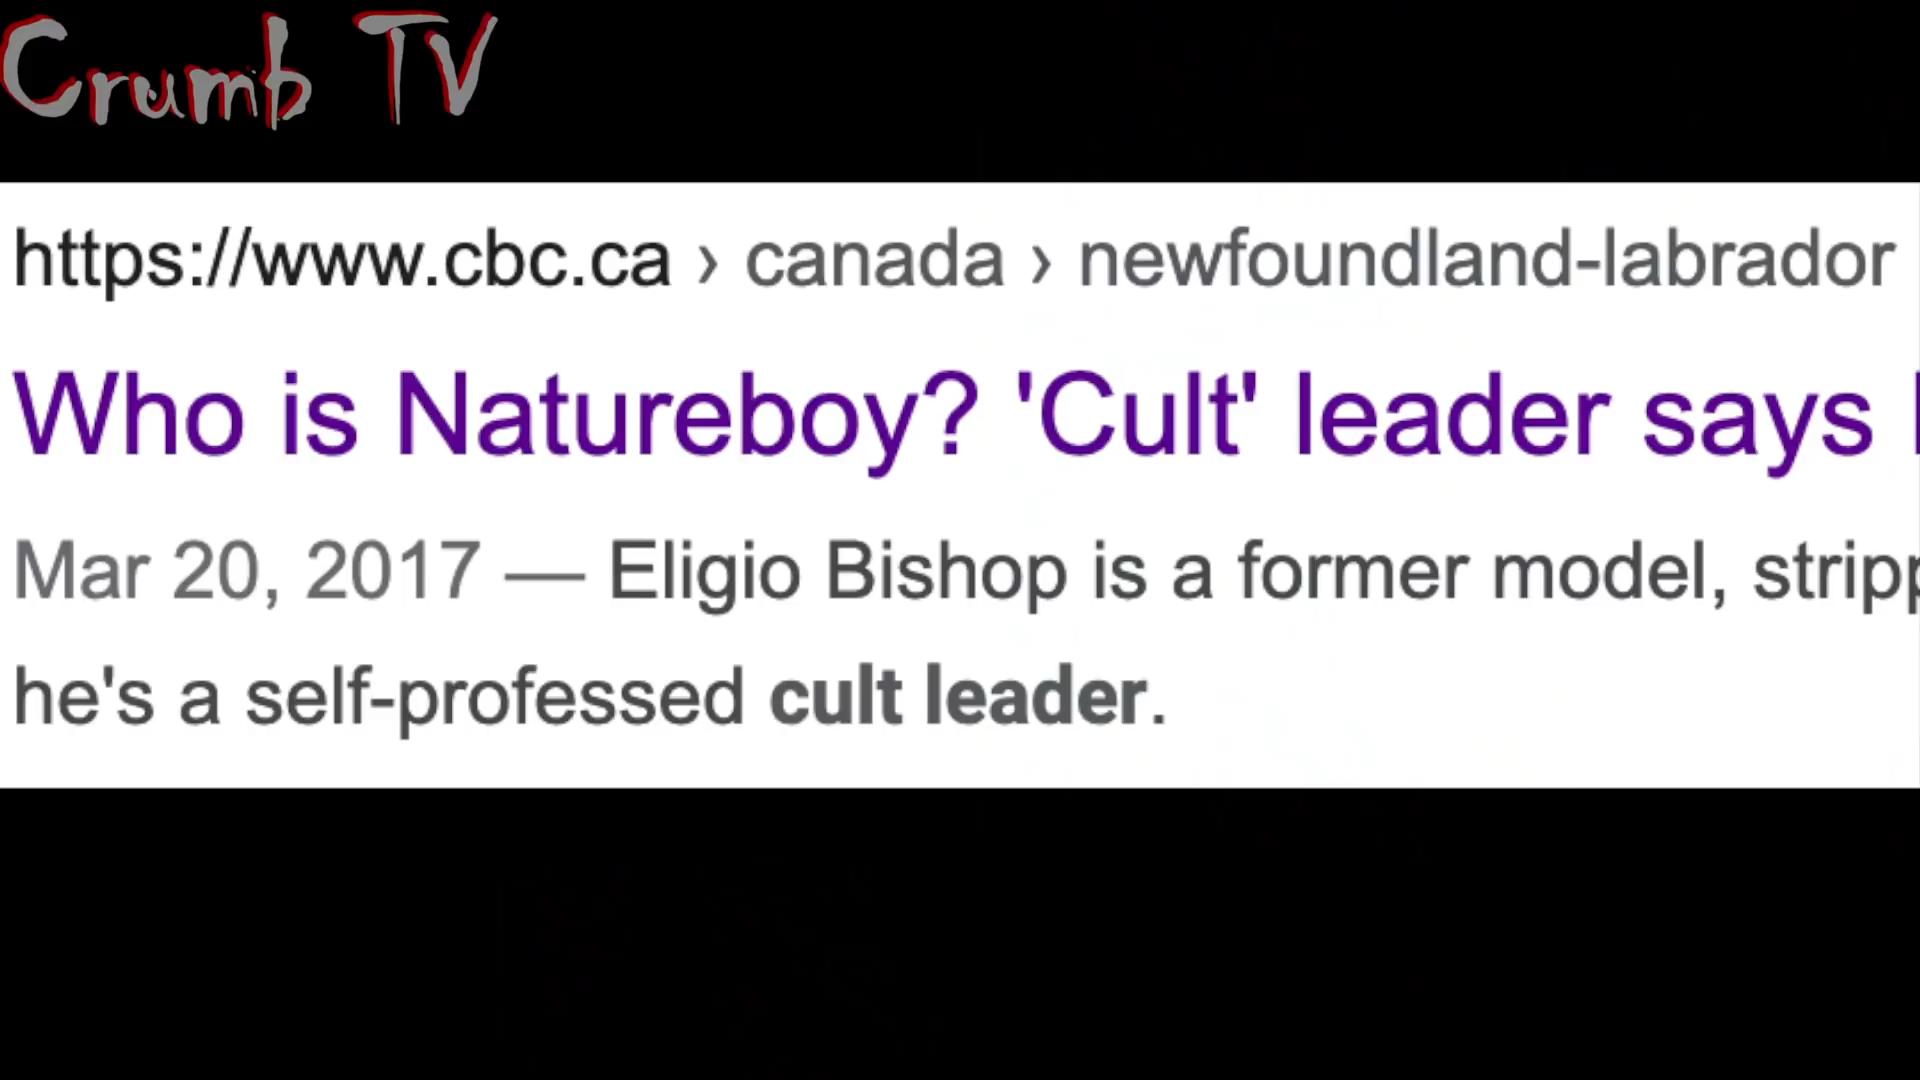 Crumb TV
https://www.cbc.ca › canada › newfoundland-labrador
Who is Natureboy? 'Cult' leader says
Mar 20, 2017 — Eligio Bishop is a former model,
he's a self-professed cult leader.